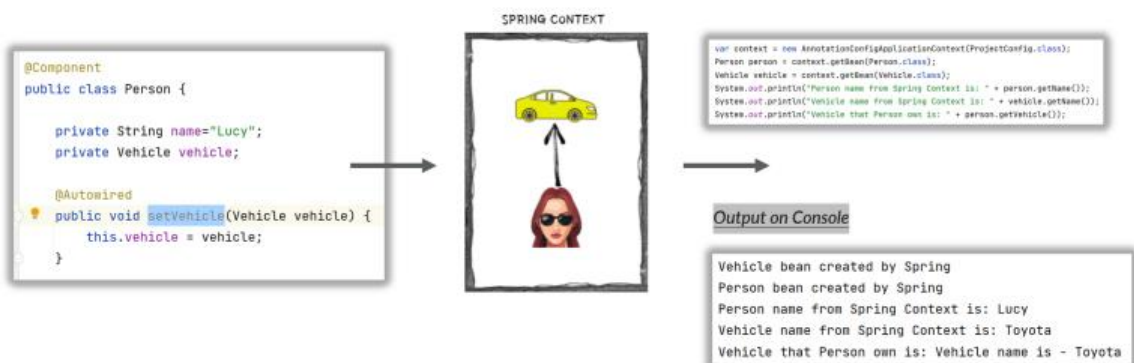 SPRING CONTEXT
@Component
public class Person {
private String name="Lucy";
private Vehicle vehicle;
@Autowired
public void setVehicle(Vehicle vehicle) {
this.vehicle = vehicle;
}
var context = new AnnotationConfigApplicationContext(ProjectConfig.class);
Person person = context.getBean(Person.class);
Vehicle vehicle = context.getBean(Vehicle.class);
System.out.println("Person name from Spring Context is: " + person.getName());
System.out.println("Vehicle name from Spring Context is: " + vehicle.getName());
System.out.println("Vehicle that Person own is: " + person.getVehicle());
Output on Console
Vehicle bean created by Spring
Person bean created by Spring
Person name from Spring Context is: Lucy
Vehicle name from Spring Context is: Toyota
Vehicle that Person own is: Vehicle name is - Toyota